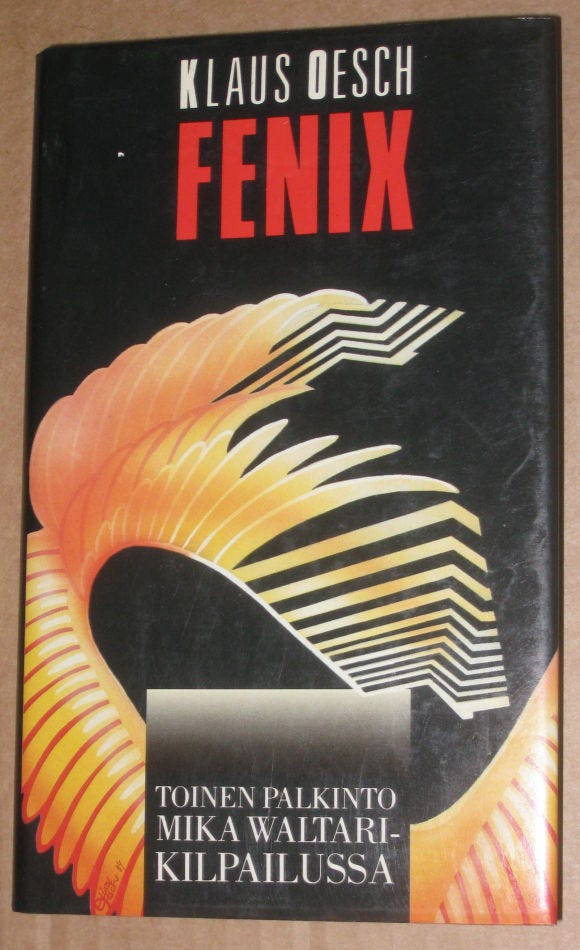 KLAUS OESCH
FENIX
TOINEN PALKINTO
MIKA WALTARI-
KILPAILUSSA